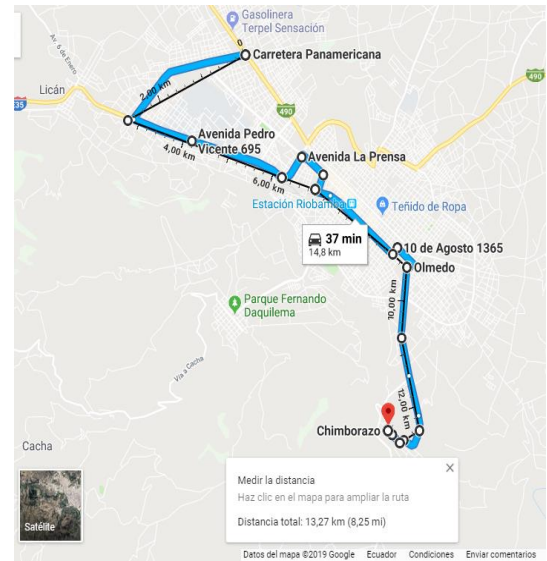 Gasolinera
Terpel Sensación
0
Carretera Panamericana
Av. 6 de Enero
2,00 km
Licán
35
490
Avenida Pedro
Vicente 695
4,00 km
Avenida La Prensa
6,00 km
Estación Riobamba
490
Teñido de Ropa
37 min
14,8 km
10 de Agosto 1365
Olmedo
10,00 km
Parque Fernando
Daquilema
Vía a Cacha
12,00 km
Chimborazo
Cacha
Medir la distancia
Haz clic en el mapa para ampliar la ruta
Distancia total: 13,27 km (8,25 mi)
Satélite
Datos del mapa ©2019 Google Ecuador Condiciones Enviar comentarios